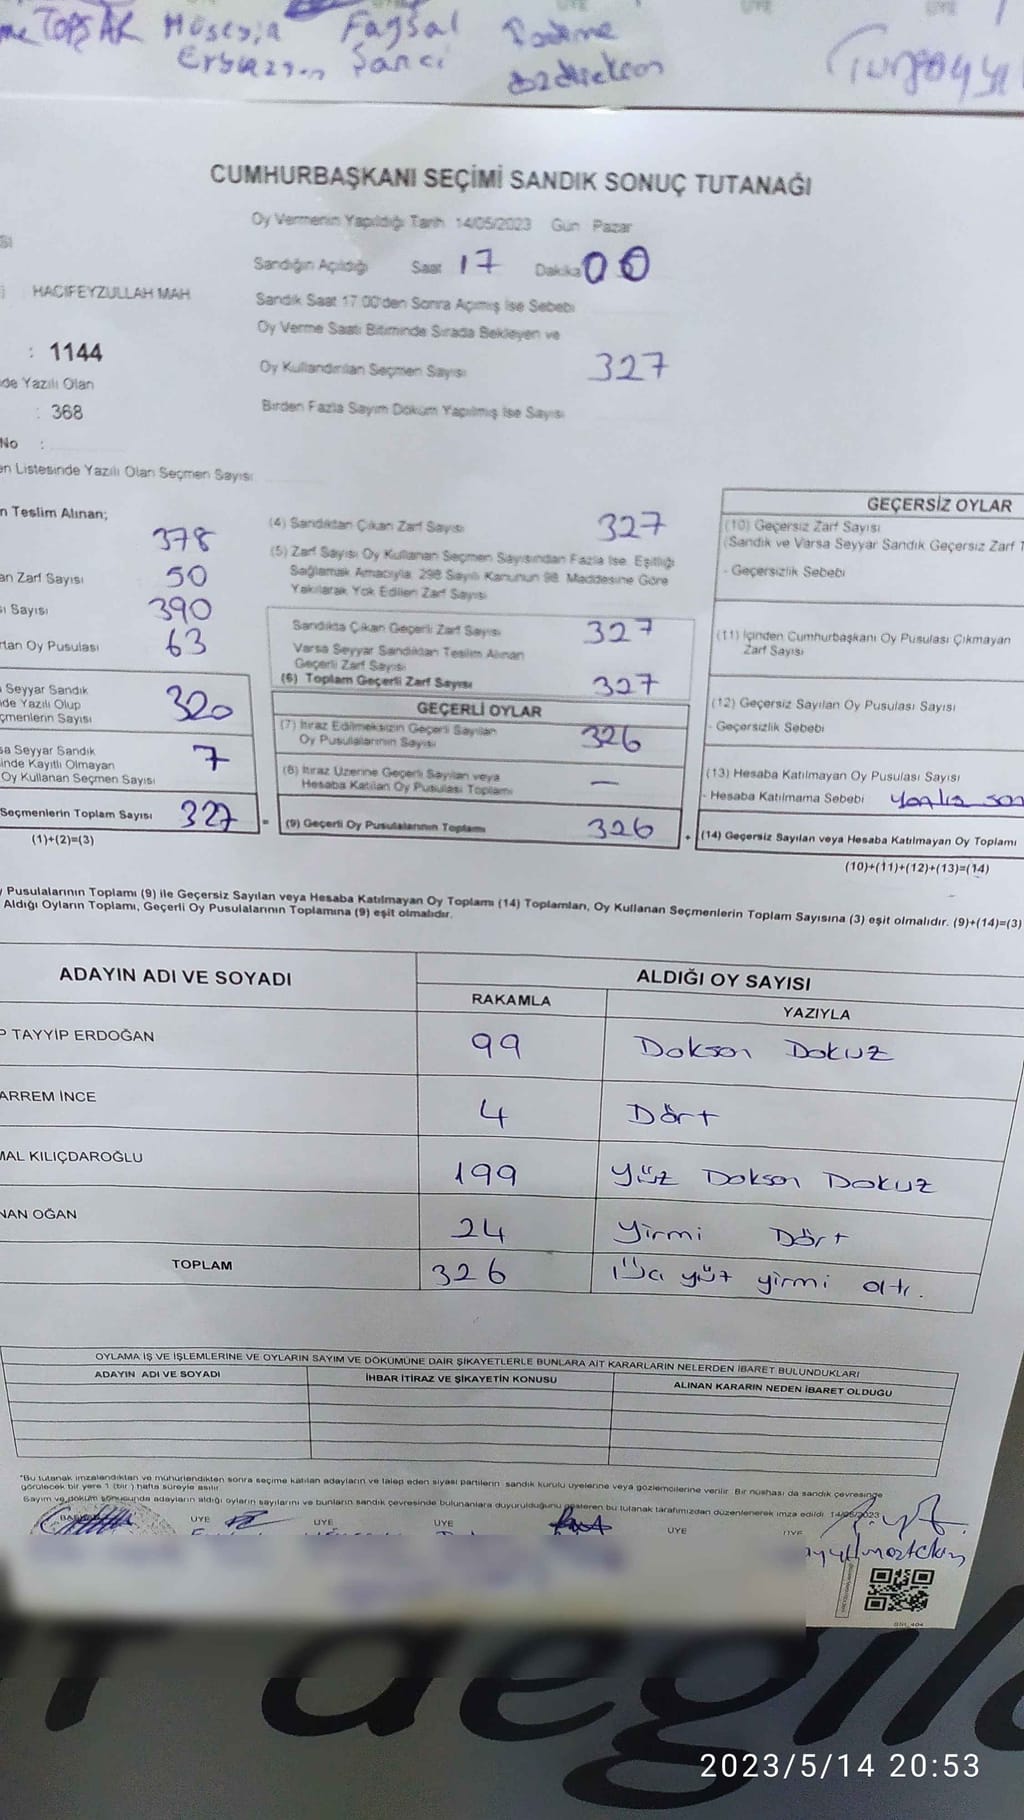 TOPŞAK Hüseyin Faysal
Şanci
CUMHURBAŞKANI SEÇİMİ SANDIK SONUÇ TUTANAĞI
Oy Vermenin Yapıldığı Tarih 14/05/2023 Gün Pazar
Sandığın Açıldığı Saat 17 Dakika 00
HACIFEYZULLAH MAH.
Sandık Saat 17:00'den Sonra Açılmış İse Sebebi
Oy Verme Saati Bitiminde Sırada Bekleyen ve
: 1144
Oy Kullandırılan Seçmen Sayısı 327
de Yazılı Olan
: 368
Birden Fazla Sayım Döküm Yapılmış İse Sayısı
No :
en Listesinde Yazılı Olan Seçmen Sayısı
n Teslim Alınan;
378
an Zarf Sayısı 50
ı Sayısı 390
rtan Oy Pusulası 63
Seyyar Sandık
de Yazılı Olup
çmenlerin Sayısı 320
sa Seyyar Sandık
inde Kayıtlı Olmayan
Oy Kullanan Seçmen Sayısı 7
Seçmenlerin Toplam Sayısı 327
(1)+(2)=(3)
(4) Sandıktan Çıkan Zarf Sayısı 327
(5) Zarf Sayısı Oy Kullanan Seçmen Sayısından Fazla İse, Eşitliği
Sağlamak Amacıyla, 298 Sayılı Kanunun 98. Maddesine Göre
Yakılarak Yok Edilen Zarf Sayısı
Sandıkta Çıkan Geçerli Zarf Sayısı 327
Varsa Seyyar Sandıktan Teslim Alınan
Geçerli Zarf Sayısı
(6) Toplam Geçerli Zarf Sayısı 327
GEÇERLİ OYLAR
(7) İtiraz Edilmeksizin Geçerli Sayılan
Oy Pusulalarının Sayısı 326
(8) İtiraz Üzerine Geçerli Sayılan veya
Hesaba Katılan Oy Pusulası Toplamı —
= (9) Geçerli Oy Pusulalarının Toplamı 326
GEÇERSİZ OYLAR
(10) Geçersiz Zarf Sayısı
(Sandık ve Varsa Seyyar Sandık Geçersiz Zarf T
- Geçersizlik Sebebi
(11) İçinden Cumhurbaşkanı Oy Pusulası Çıkmayan
Zarf Sayısı
(12) Geçersiz Sayılan Oy Pusulası Sayısı
- Geçersizlik Sebebi
(13) Hesaba Katılmayan Oy Pusulası Sayısı
- Hesaba Katılmama Sebebi
+ (14) Geçersiz Sayılan veya Hesaba Katılmayan Oy Toplamı
(10)+(11)+(12)+(13)=(14)
Pusulalarının Toplamı (9) ile Geçersiz Sayılan veya Hesaba Katılmayan Oy Toplamı (14) Toplamları, Oy Kullanan Seçmenlerin Toplam Sayısına (3) eşit olmalıdır. (9)+(14)=(3)
Aldığı Oyların Toplamı, Geçerli Oy Pusulalarının Toplamına (9) eşit olmalıdır.
ADAYIN ADI VE SOYADI ALDIĞI OY SAYISI
RAKAMLA YAZIYLA
P TAYYİP ERDOĞAN 99 Doksan Dokuz
ARREM İNCE 4 Dört
MAL KILIÇDAROĞLU 199 Yüz Doksan Dokuz
NAN OĞAN 24 Yirmi Dört
TOPLAM 326 Üç yüz yirmi altı.
OYLAMA İŞ VE İŞLEMLERİNE VE OYLARIN SAYIM VE DÖKÜMÜNE DAİR ŞİKAYETLERLE BUNLARA AİT KARARLARIN NELERDEN İBARET BULUNDUKLARI
ADAYIN ADI VE SOYADI İHBAR İTİRAZ VE ŞİKAYETİN KONUSU ALINAN KARARIN NEDEN İBARET OLDUĞU
*Bu tutanak imzalandıktan ve mühürlendikten sonra seçime katılan adayların ve talep eden siyasi partilerin sandık kurulu üyelerine veya gözlemcilerine verilir. Bir nüshası da sandık çevresinde
görülecek bir yere 1 (bir) hafta süreyle asılır.
Sayım ve döküm sonucunda adayların aldığı oyların sayılarını ve bunların sandık çevresinde bulunanlara duyurulduğunu gösteren bu tutanak tarafımızdan düzenlenerek imza edildi. 14/05/2023
ÜYE ÜYE ÜYE ÜYE ÜYE
değil
2023/5/14 20:53